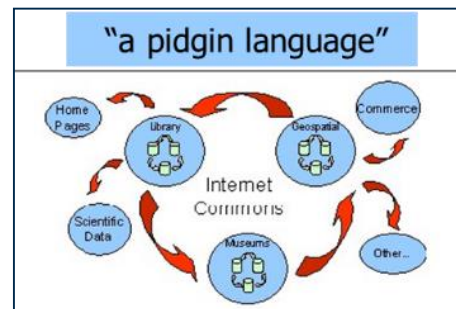 “a pidgin language”
Home
Pages
Library
Geospatial
Commerce
Internet
Commons
Scientific
Data
Museums
Other...